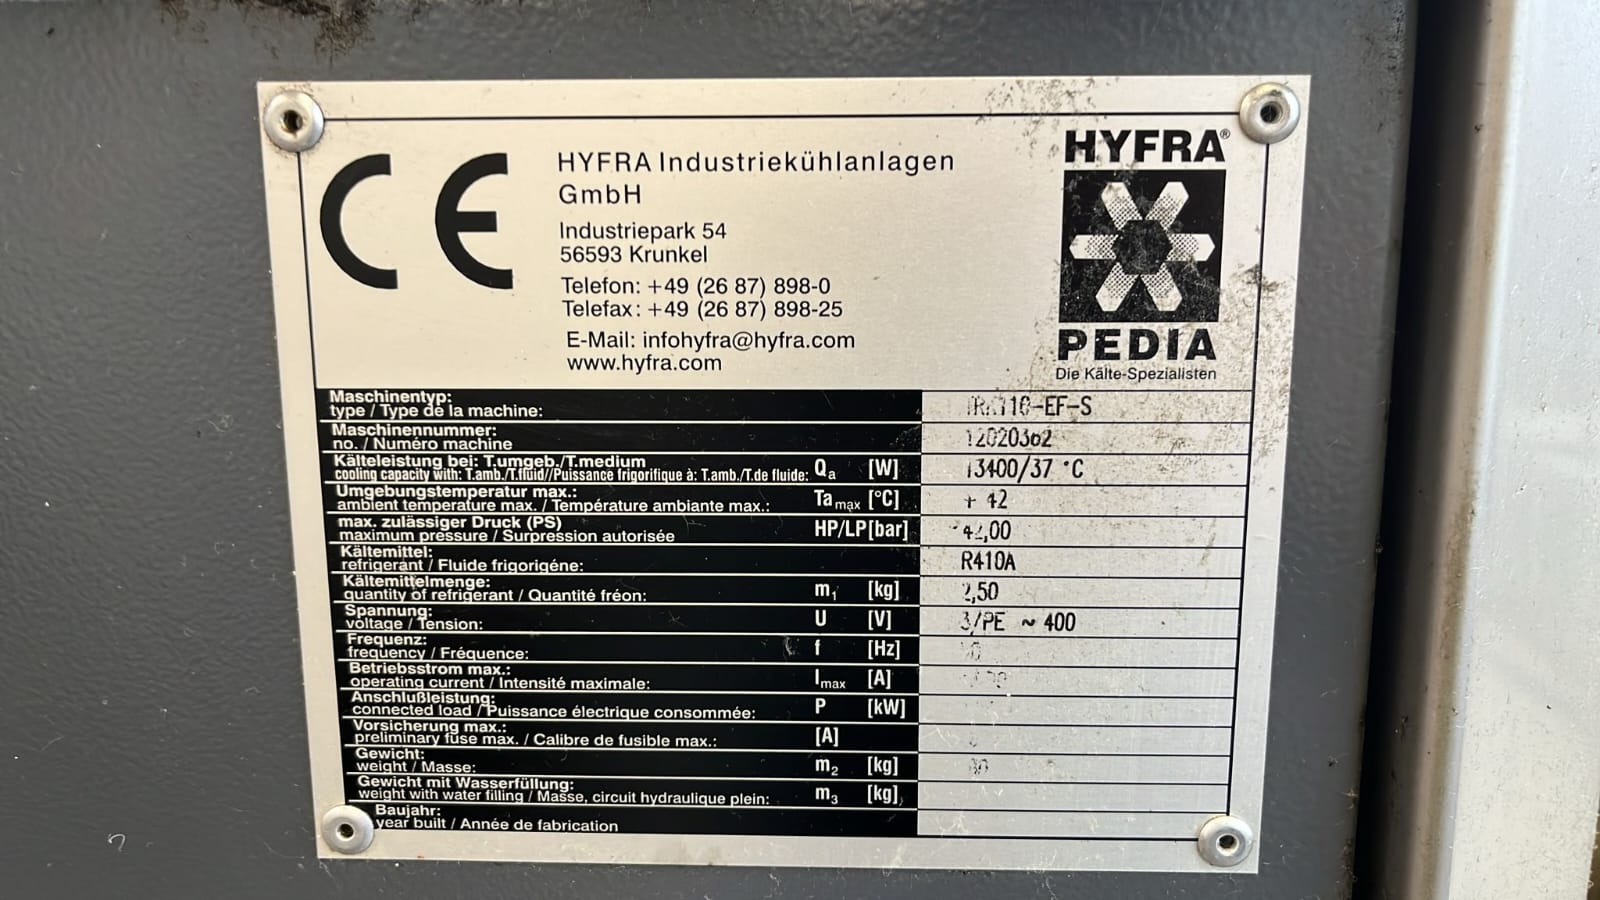 HYFRA Industriekühlanlagen
GmbH
Industriepark 54
56593 Krunkel
Telefon: +49 (26 87) 898-0
Telefax: +49 (26 87) 898-25
E-Mail: infohyfra@hyfra.com
www.hyfra.com
CE
HYFRA®
PEDIA
Die Kälte-Spezialisten
Maschinentyp:
type / Type de la machine:
Maschinennummer:
no. / Numéro machine 12020362
Kälteleistung bei: T.umgeb./T.medium
cooling capacity with: T.amb./T.fluid//Puissance frigorifique à: T.amb./T.de fluide: Qa [W] 13400/37 °C
Umgebungstemperatur max.:
ambient temperature max. / Température ambiante max.: Ta max [°C] + 42
max. zulässiger Druck (PS)
maximum pressure / Surpression autorisée HP/LP[bar]
Kältemittel:
refrigerant / Fluide frigorigéne: R410A
Kältemittelmenge:
quantity of refrigerant / Quantité fréon: m1 [kg] 2,50
Spannung:
voltage / Tension: U [V] 3/PE ~ 400
Frequenz:
frequency / Fréquence: f [Hz]
Betriebsstrom max.:
operating current / Intensité maximale: Imax [A]
Anschlußleistung:
connected load / Puissance électrique consommée: P [kW]
Vorsicherung max.:
preliminary fuse max. / Calibre de fusible max.: [A]
Gewicht:
weight / Masse: m2 [kg]
Gewicht mit Wasserfüllung:
weight with water filling / Masse, circuit hydraulique plein: m3 [kg]
Baujahr:
year built / Année de fabrication